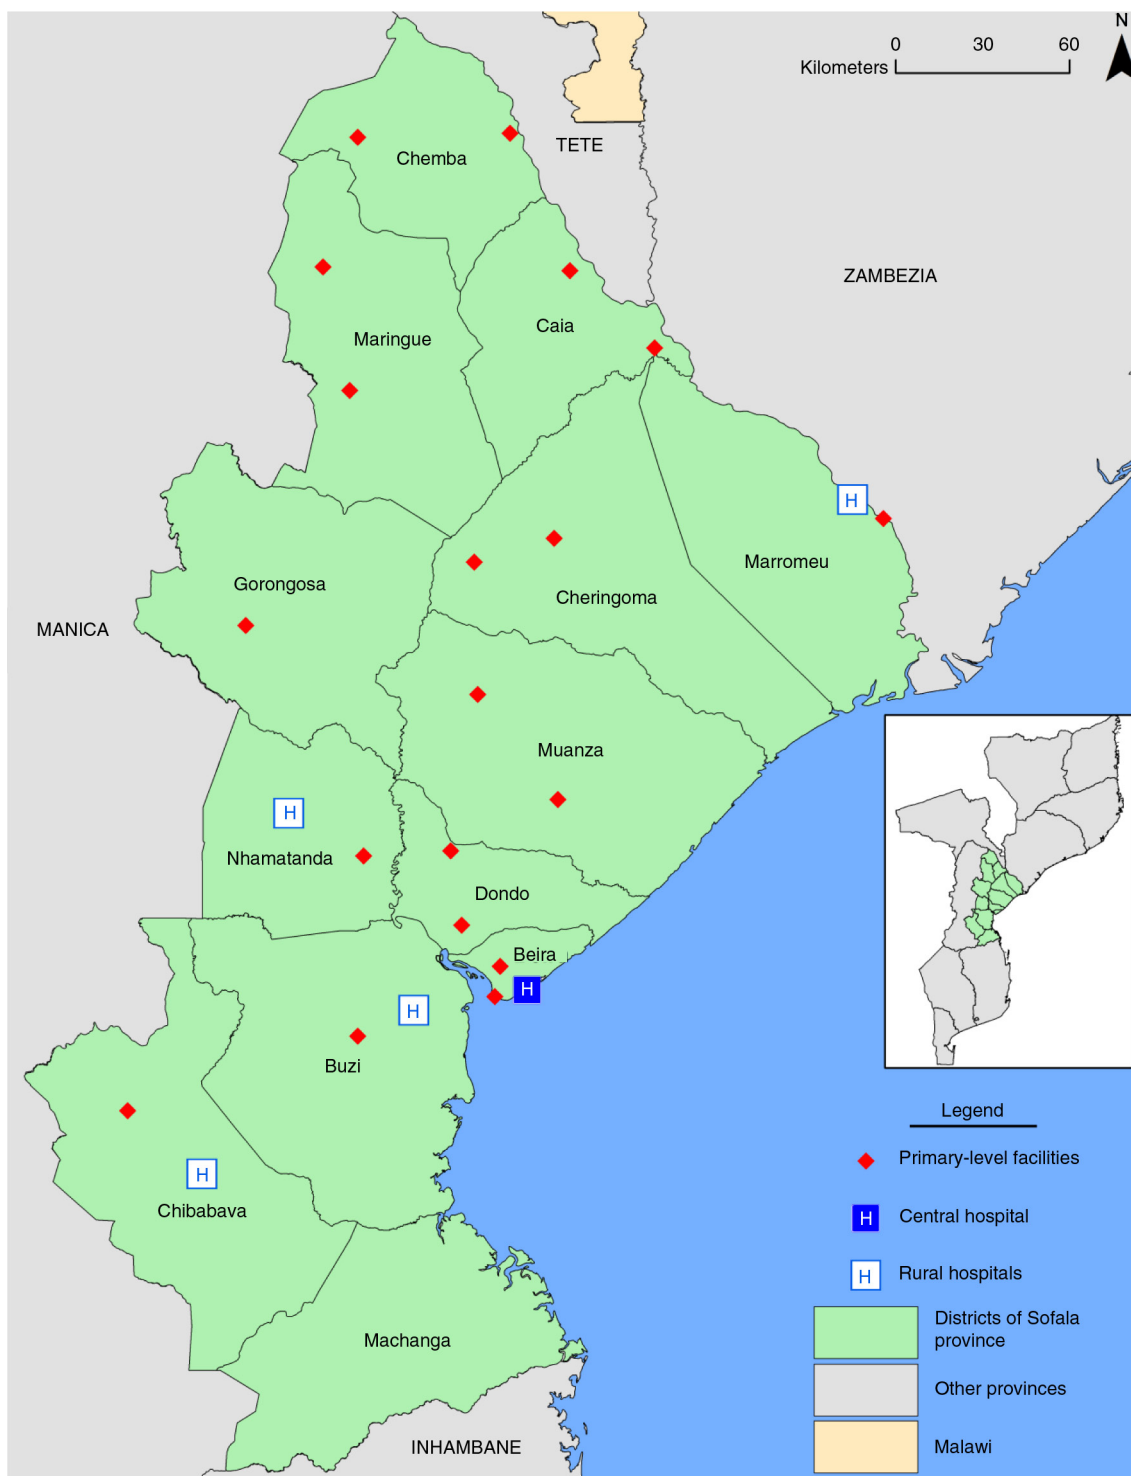 N
0 30 60
Kilometers
TETE
Chemba
ZAMBEZIA
Caia
Maringue
H
Marromeu
Gorongosa
Cheringoma
MANICA
Muanza
H
Nhamatanda
Dondo
Beira
H
H
Buzi
H
Chibabava
Machanga
INHAMBANE
Legend
Primary-level facilities
H Central hospital
H Rural hospitals
Districts of Sofala
province
Other provinces
Malawi